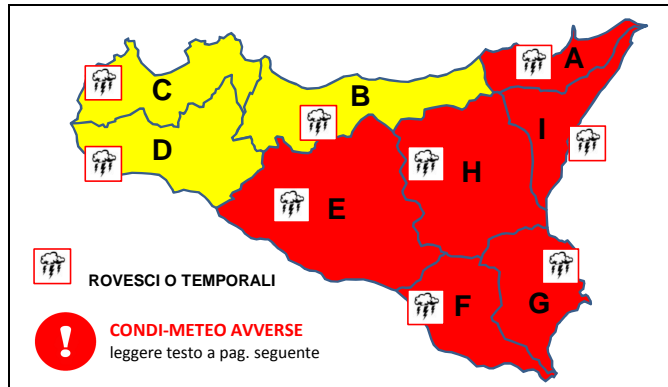 A
C
B
I
D
H
E
ROVESCI O TEMPORALI
F
G
CONDI-METEO AVVERSE
leggere testo a pag. seguente